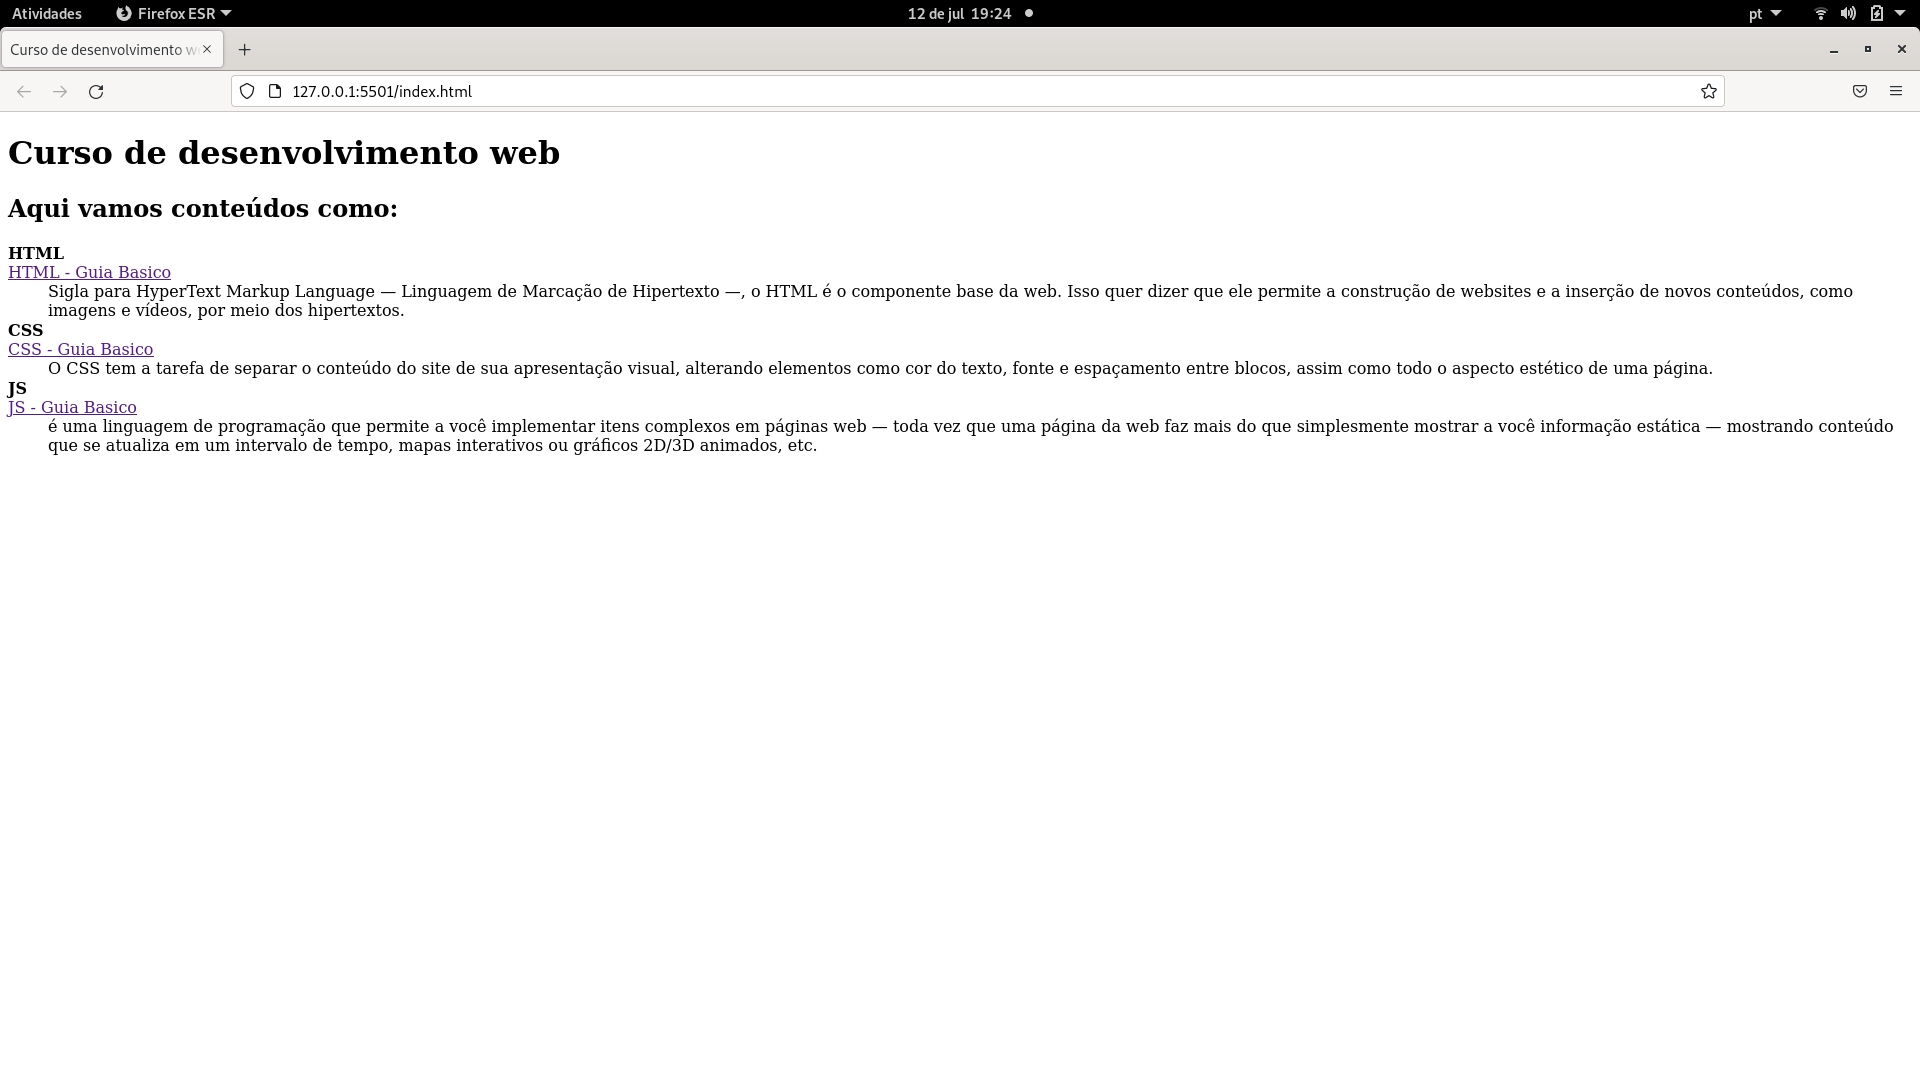 Atividades Firefox ESR 12 de jul 19:24 pt
Curso de desenvolvimento w
127.0.0.1:5501/index.html
Curso de desenvolvimento web
Aqui vamos conteúdos como:
HTML
HTML - Guia Basico
Sigla para HyperText Markup Language — Linguagem de Marcação de Hipertexto —, o HTML é o componente base da web. Isso quer dizer que ele permite a construção de websites e a inserção de novos conteúdos, como
imagens e vídeos, por meio dos hipertextos.
CSS
CSS - Guia Basico
O CSS tem a tarefa de separar o conteúdo do site de sua apresentação visual, alterando elementos como cor do texto, fonte e espaçamento entre blocos, assim como todo o aspecto estético de uma página.
JS
JS - Guia Basico
é uma linguagem de programação que permite a você implementar itens complexos em páginas web — toda vez que uma página da web faz mais do que simplesmente mostrar a você informação estática — mostrando conteúdo
que se atualiza em um intervalo de tempo, mapas interativos ou gráficos 2D/3D animados, etc.